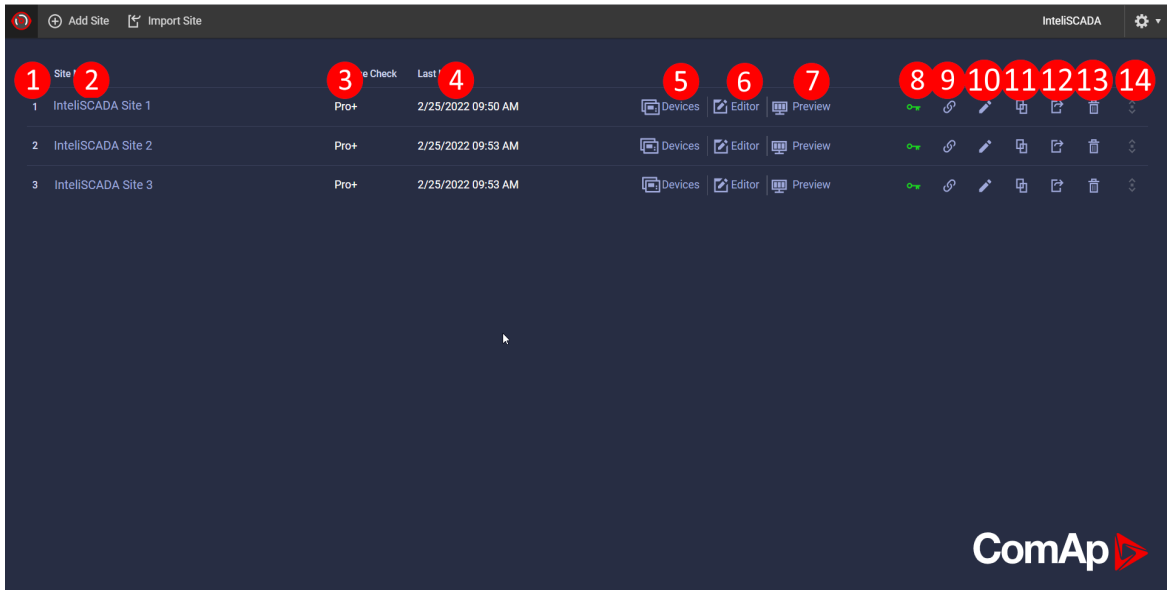 Add Site Import Site InteliSCADA
Site Check Last
1 2 3 4 5 6 7 8 9 10 11 12 13 14
1 InteliSCADA Site 1 Pro+ 2/25/2022 09:50 AM Devices Editor Preview
2 InteliSCADA Site 2 Pro+ 2/25/2022 09:53 AM Devices Editor Preview
3 InteliSCADA Site 3 Pro+ 2/25/2022 09:53 AM Devices Editor Preview
ComAp